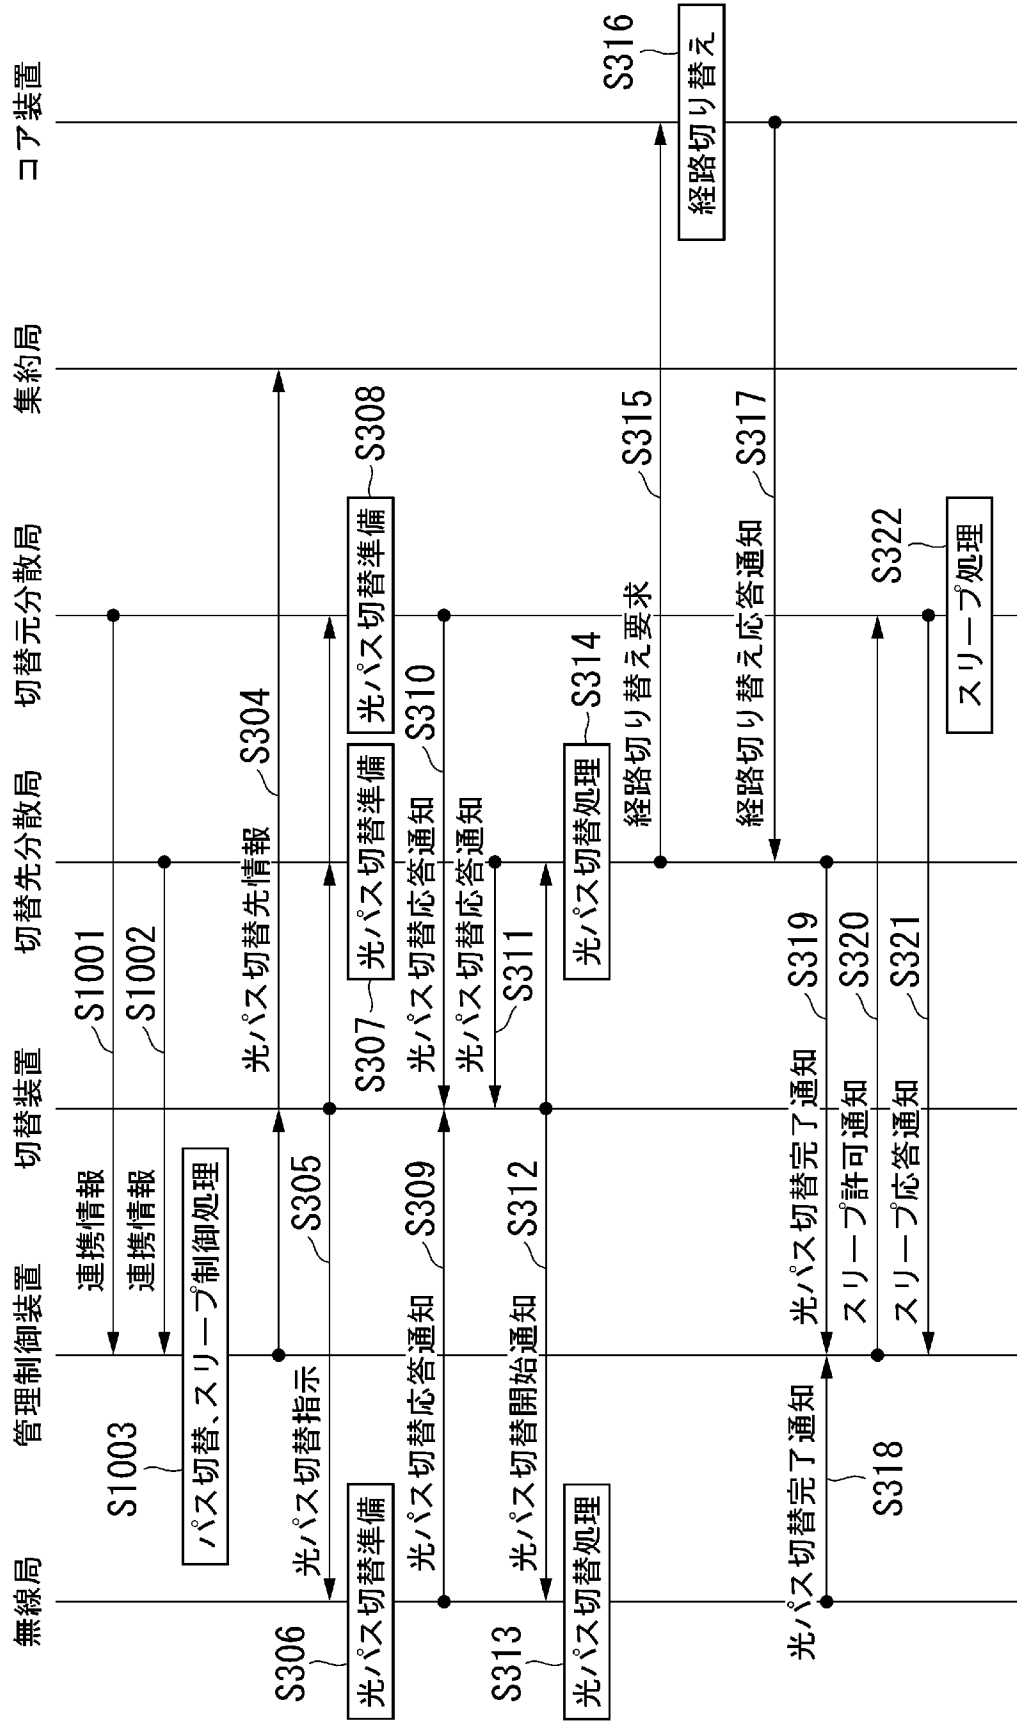 無線局
管理制御装置
切替装置
切替先分散局
切替元分散局
集約局
コア装置
連携情報
S1001
連携情報
S1002
S1003
パス切替、スリープ制御処理
光パス切替先情報
S304
光パス切替指示
S305
S306
光パス切替準備
S307
光パス切替準備
光パス切替準備
S308
光パス切替応答通知
S309
光パス切替応答通知
S310
光パス切替応答通知
S311
光パス切替開始通知
S312
S313
光パス切替処理
光パス切替処理
S314
経路切り替え要求
S315
経路切り替え
S316
経路切り替え応答通知
S317
光パス切替完了通知
S318
光パス切替完了通知
S319
スリープ許可通知
S320
スリープ応答通知
S321
スリープ処理
S322